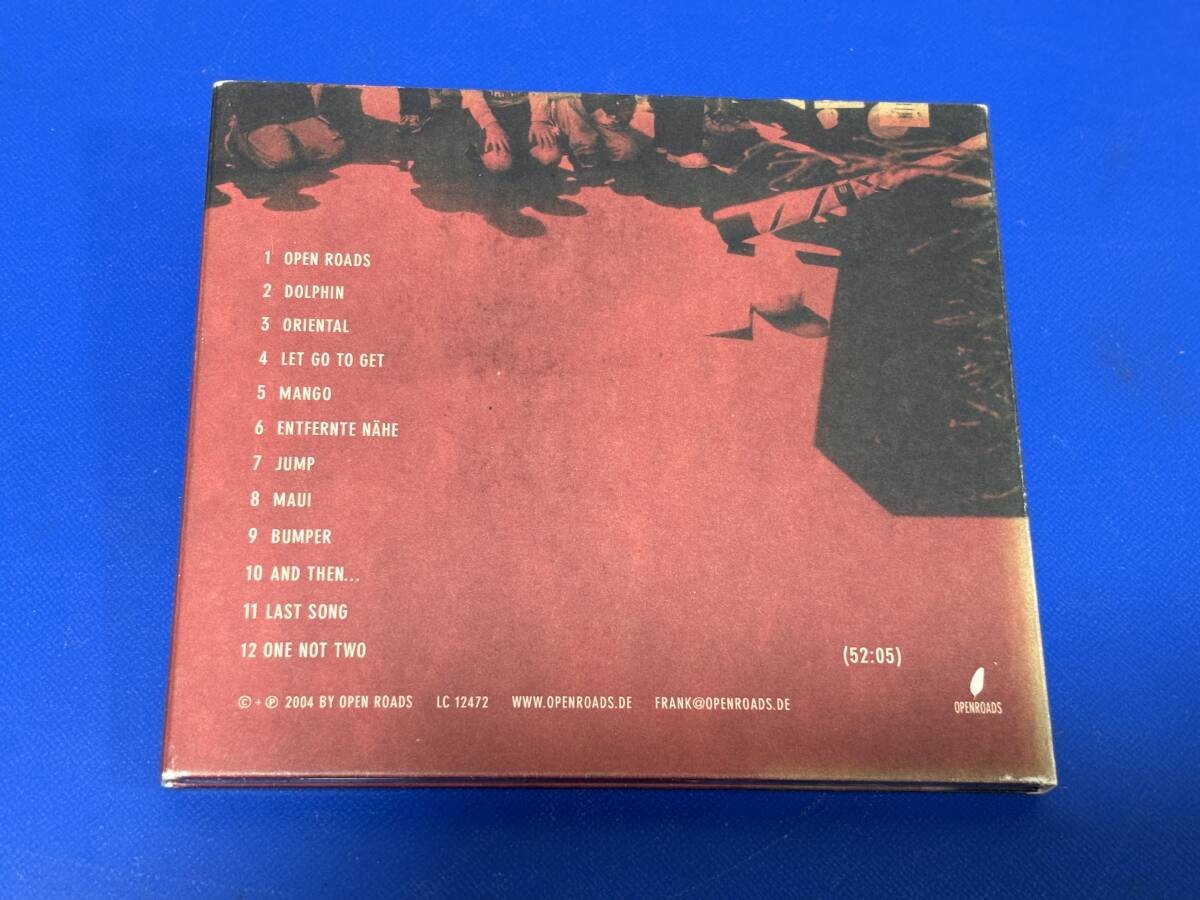 1 OPEN ROADS
2 DOLPHIN
3 ORIENTAL
4 LET GO TO GET
5 MANGO
6 ENTFERNTE NÄHE
7 JUMP
8 MAUI
9 BUMPER
10 AND THEN...
11 LAST SONG
12 ONE NOT TWO
(52:05)
© + ℗ 2004 BY OPEN ROADS LC 12472 WWW.OPENROADS.DE FRANK@OPENROADS.DE
OPENROADS